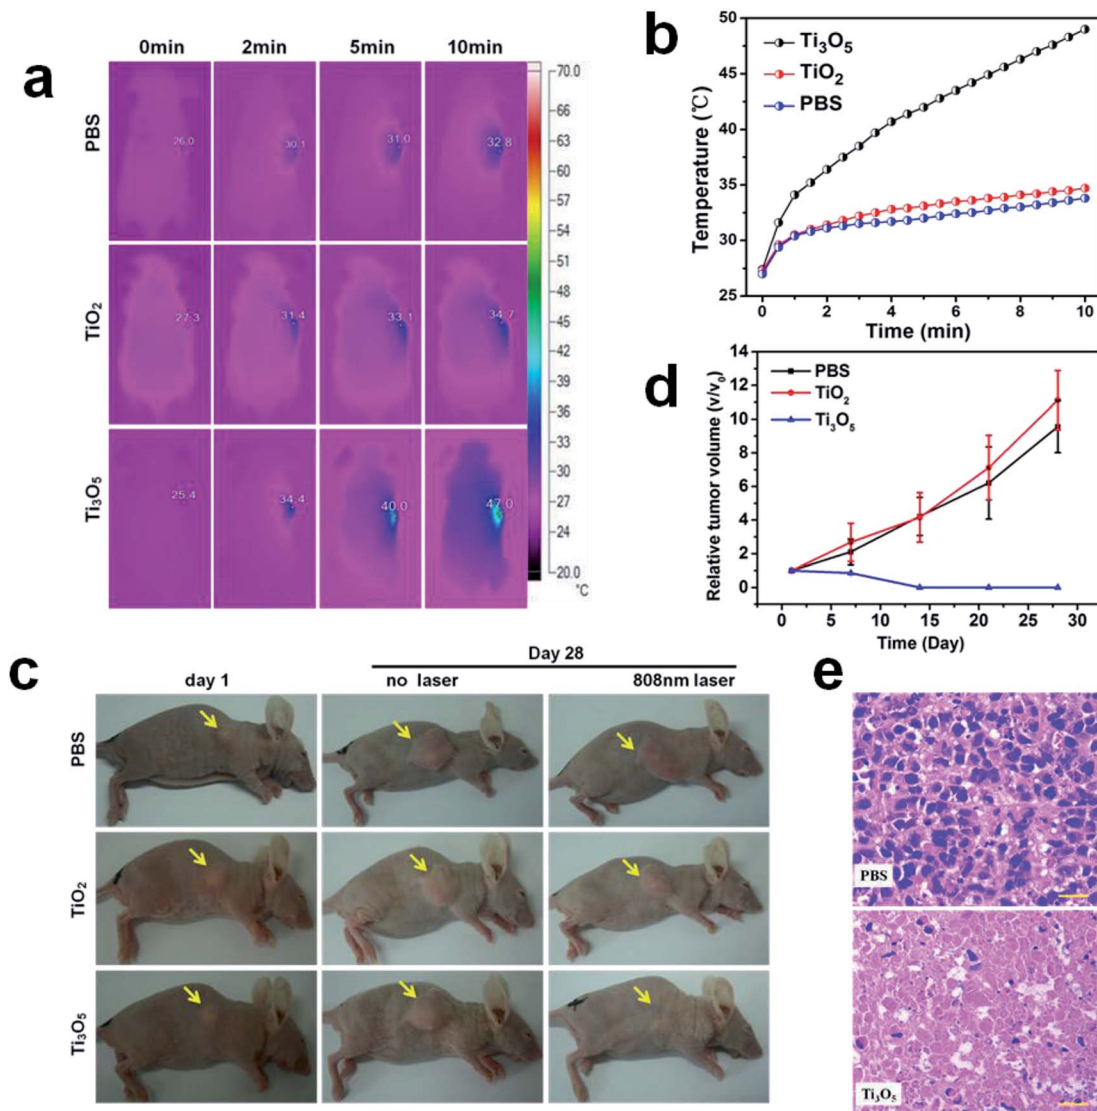 a
0min 2min 5min 10min
PBS
26.0 30.1 31.0 32.8
TiO2
27.3 31.4 33.1 34.7
Ti3O5
25.4 34.4 40.0 47.0
70.0
66
63
60
57
54
51
48
45
42
39
36
33
30
27
24
20.0
°C
b
Ti3O5
TiO2
PBS
Temperature (℃)
50
45
40
35
30
25
0 2 4 6 8 10
Time (min)
d
PBS
TiO2
Ti3O5
Relative tumor volume (v/v0)
14
12
10
8
6
4
2
0
0 5 10 15 20 25 30
Time (Day)
c
Day 28
day 1 no laser 808nm laser
PBS
TiO2
Ti3O5
e
PBS
Ti3O5